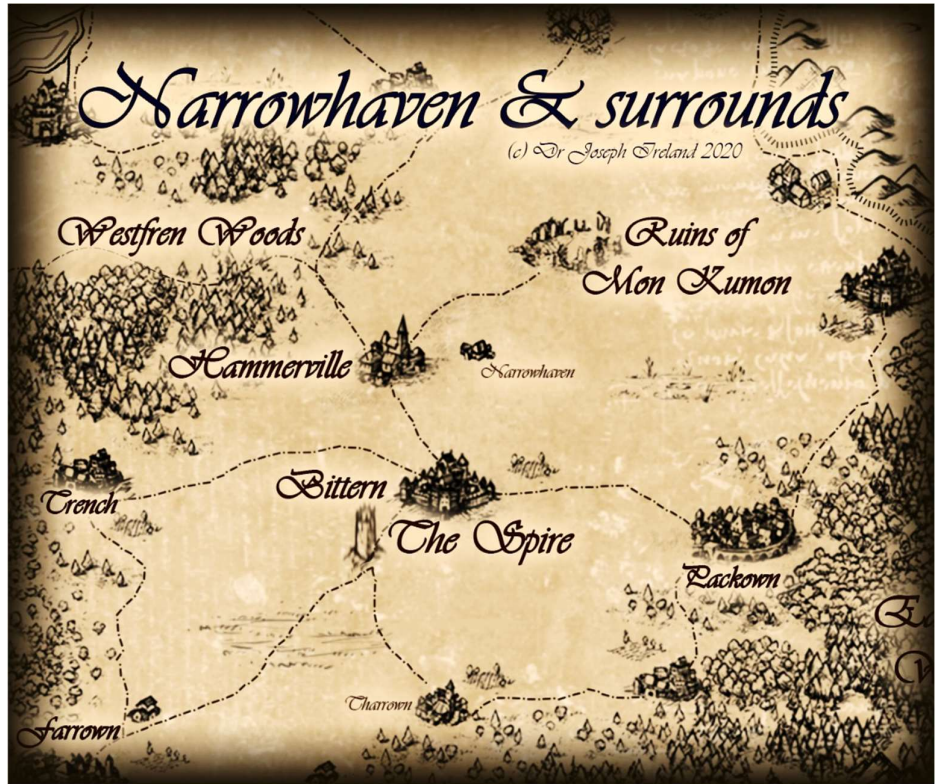 Narrowhaven & surrounds
(c) Dr Joseph Ireland 2020
Westfren Woods
Ruins of
Mon Kumon
Hammerville
Narrowhaven
Bittern
Trench
The Spire
Packown
Tharrown
Farrown